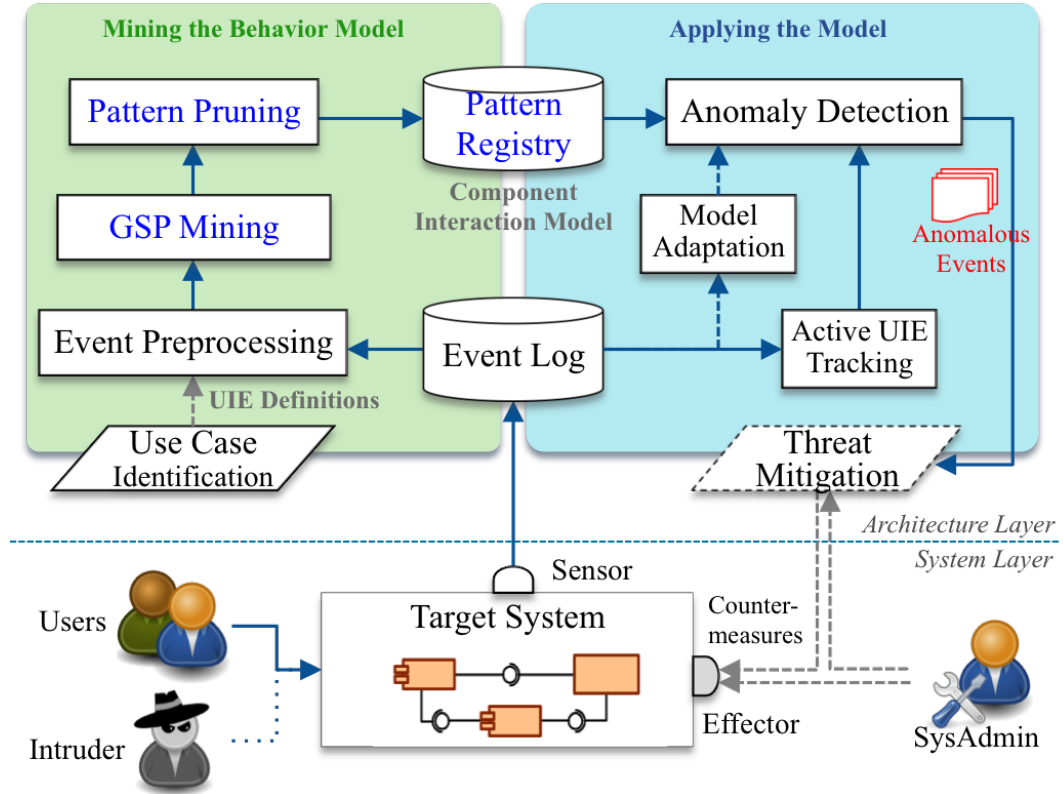 Mining the Behavior Model
Applying the Model
Pattern Pruning
Pattern
Registry
Anomaly Detection
Component
Interaction Model
GSP Mining
Model
Adaptation
Anomalous
Events
Event Preprocessing
Event Log
Active UIE
Tracking
UIE Definitions
Use Case
Identification
Threat
Mitigation
Architecture Layer
System Layer
Sensor
Users
Target System
Counter-
measures
Intruder
Effector
SysAdmin